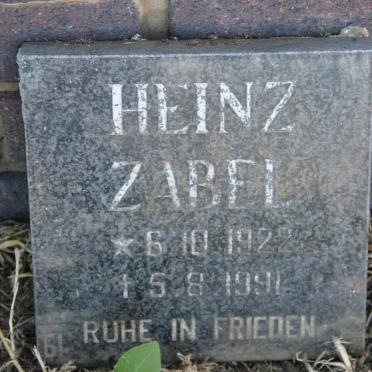 HEINZ
ZABEL
* 6.10.1922
† 5.8.1991
RUHE IN FRIEDEN